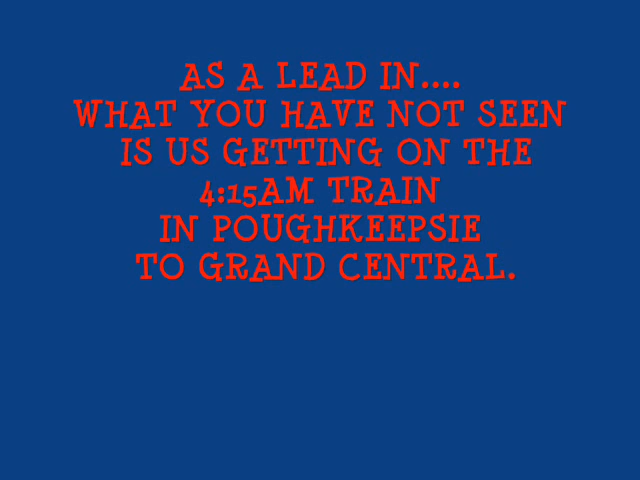 AS A LEAD IN....
WHAT YOU HAVE NOT SEEN
IS US GETTING ON THE
4:15AM TRAIN
IN POUGHKEEPSIE
TO GRAND CENTRAL.